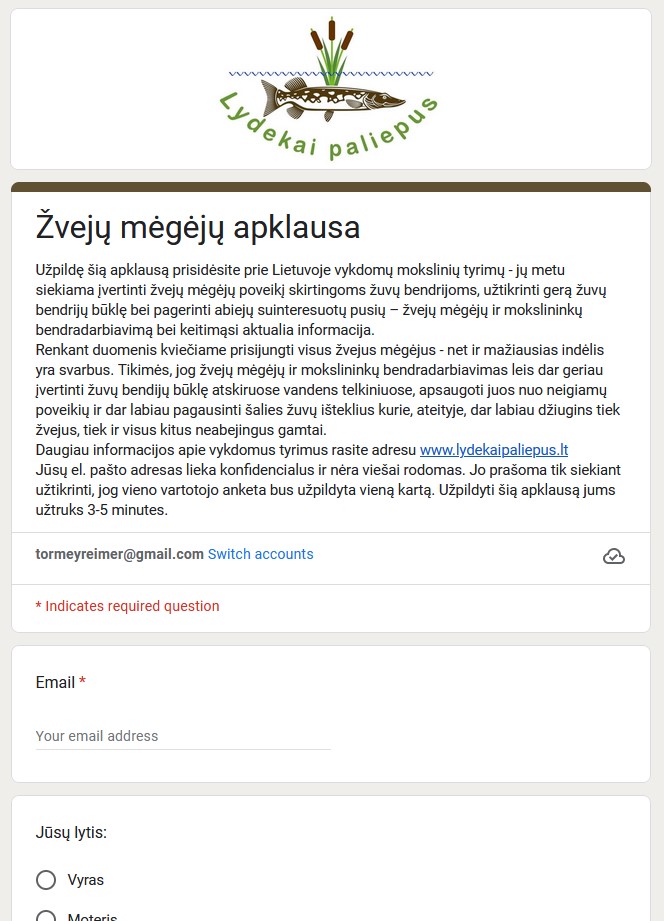 Lydekai paliepus
Žvejų mėgėjų apklausa
Užpildę šią apklausą prisidėsite prie Lietuvoje vykdomų mokslinių tyrimų - jų metu
siekiama įvertinti žvejų mėgėjų poveikį skirtingoms žuvų bendrijoms, užtikrinti gerą žuvų
bendrijų būklę bei pagerinti abiejų suinteresuotų pusių – žvejų mėgėjų ir mokslininkų
bendradarbiavimą bei keitimąsi aktualia informacija.
Renkant duomenis kviečiame prisijungti visus žvejus mėgėjus - net ir mažiausias indėlis
yra svarbus. Tikimės, jog žvejų mėgėjų ir mokslininkų bendradarbiavimas leis dar geriau
įvertinti žuvų bendijų būklę atskiruose vandens telkiniuose, apsaugoti juos nuo neigiamų
poveikių ir dar labiau pagausinti šalies žuvų išteklius kurie, ateityje, dar labiau džiugins tiek
žvejus, tiek ir visus kitus neabejingus gamtai.
Daugiau informacijos apie vykdomus tyrimus rasite adresu www.lydekaipaliepus.lt
Jūsų el. pašto adresas lieka konfidencialus ir nėra viešai rodomas. Jo prašoma tik siekiant
užtikrinti, jog vieno vartotojo anketa bus užpildyta vieną kartą. Užpildyti šią apklausą jums
užtruks 3-5 minutes.
tormeyreimer@gmail.com Switch accounts
* Indicates required question
Email *
Your email address
Jūsų lytis:
Vyras
Moteris